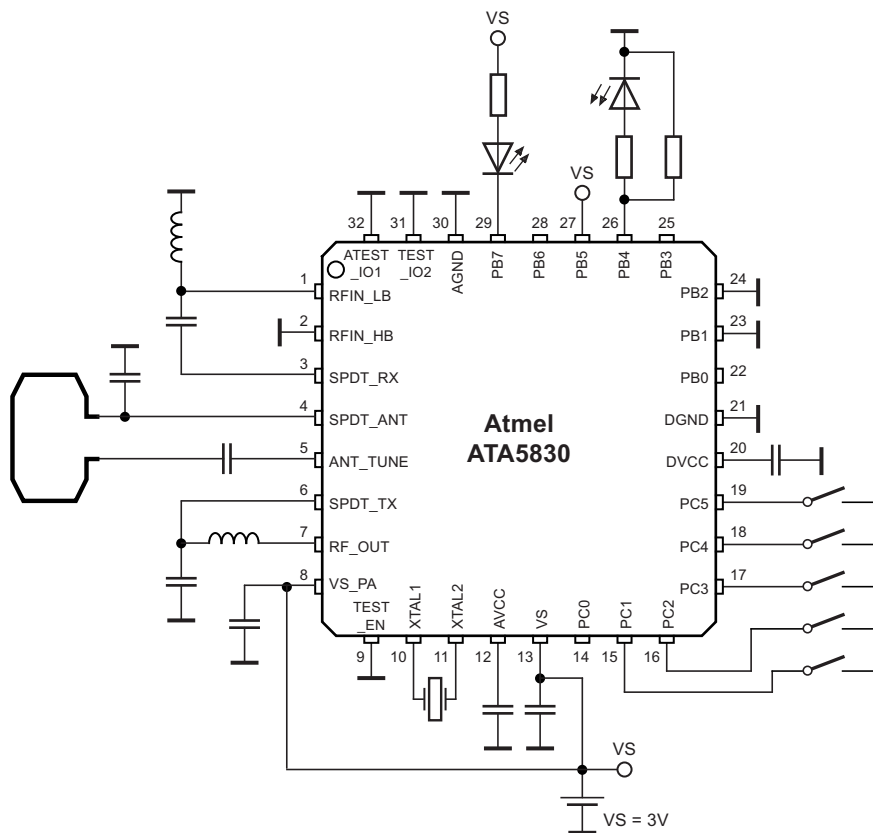 VS
VS
32
31
30
29
28
27
26
25
ATEST
_IO1
TEST
_IO2
AGND
PB7
PB6
PB5
PB4
PB3
1
RFIN_LB
2
RFIN_HB
3
SPDT_RX
4
SPDT_ANT
5
ANT_TUNE
6
SPDT_TX
7
RF_OUT
8
VS_PA
Atmel
ATA5830
24
PB2
23
PB1
22
PB0
21
DGND
20
DVCC
19
PC5
18
PC4
17
PC3
TEST
_EN
XTAL1
XTAL2
AVCC
VS
PC0
PC1
PC2
9
10
11
12
13
14
15
16
VS
VS = 3V